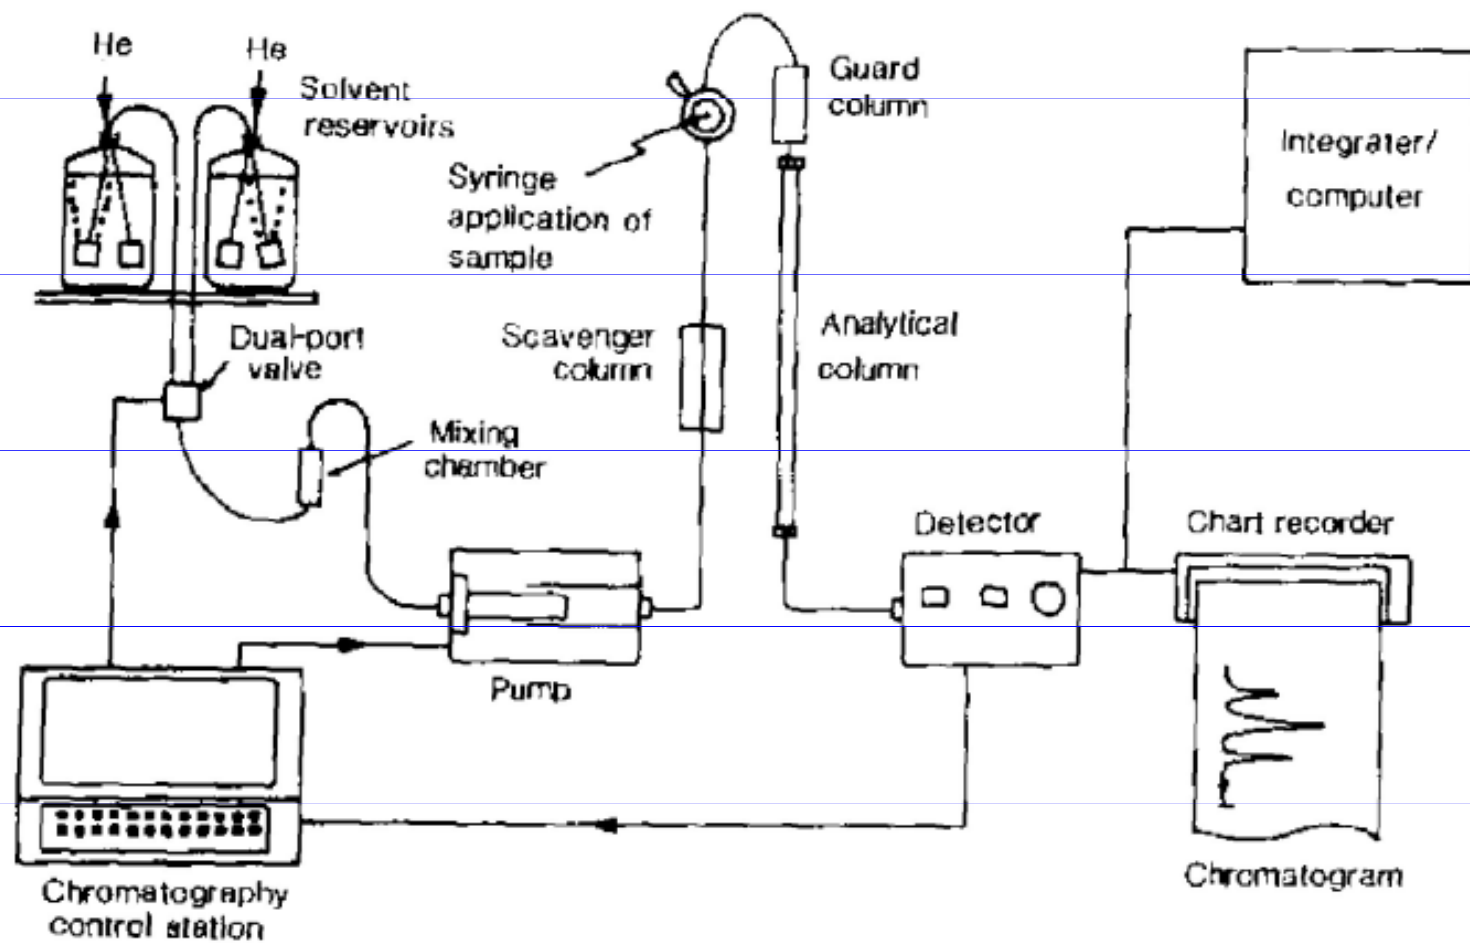 He
He
Solvent
reservoirs
Guard
column
Integrater/
computer
Syringe
application of
sample
Dual-port
valve
Scavenger
column
Analytical
column
Mixing
chamber
Detector
Chart recorder
Pump
Chromatography
control station
Chromatogram